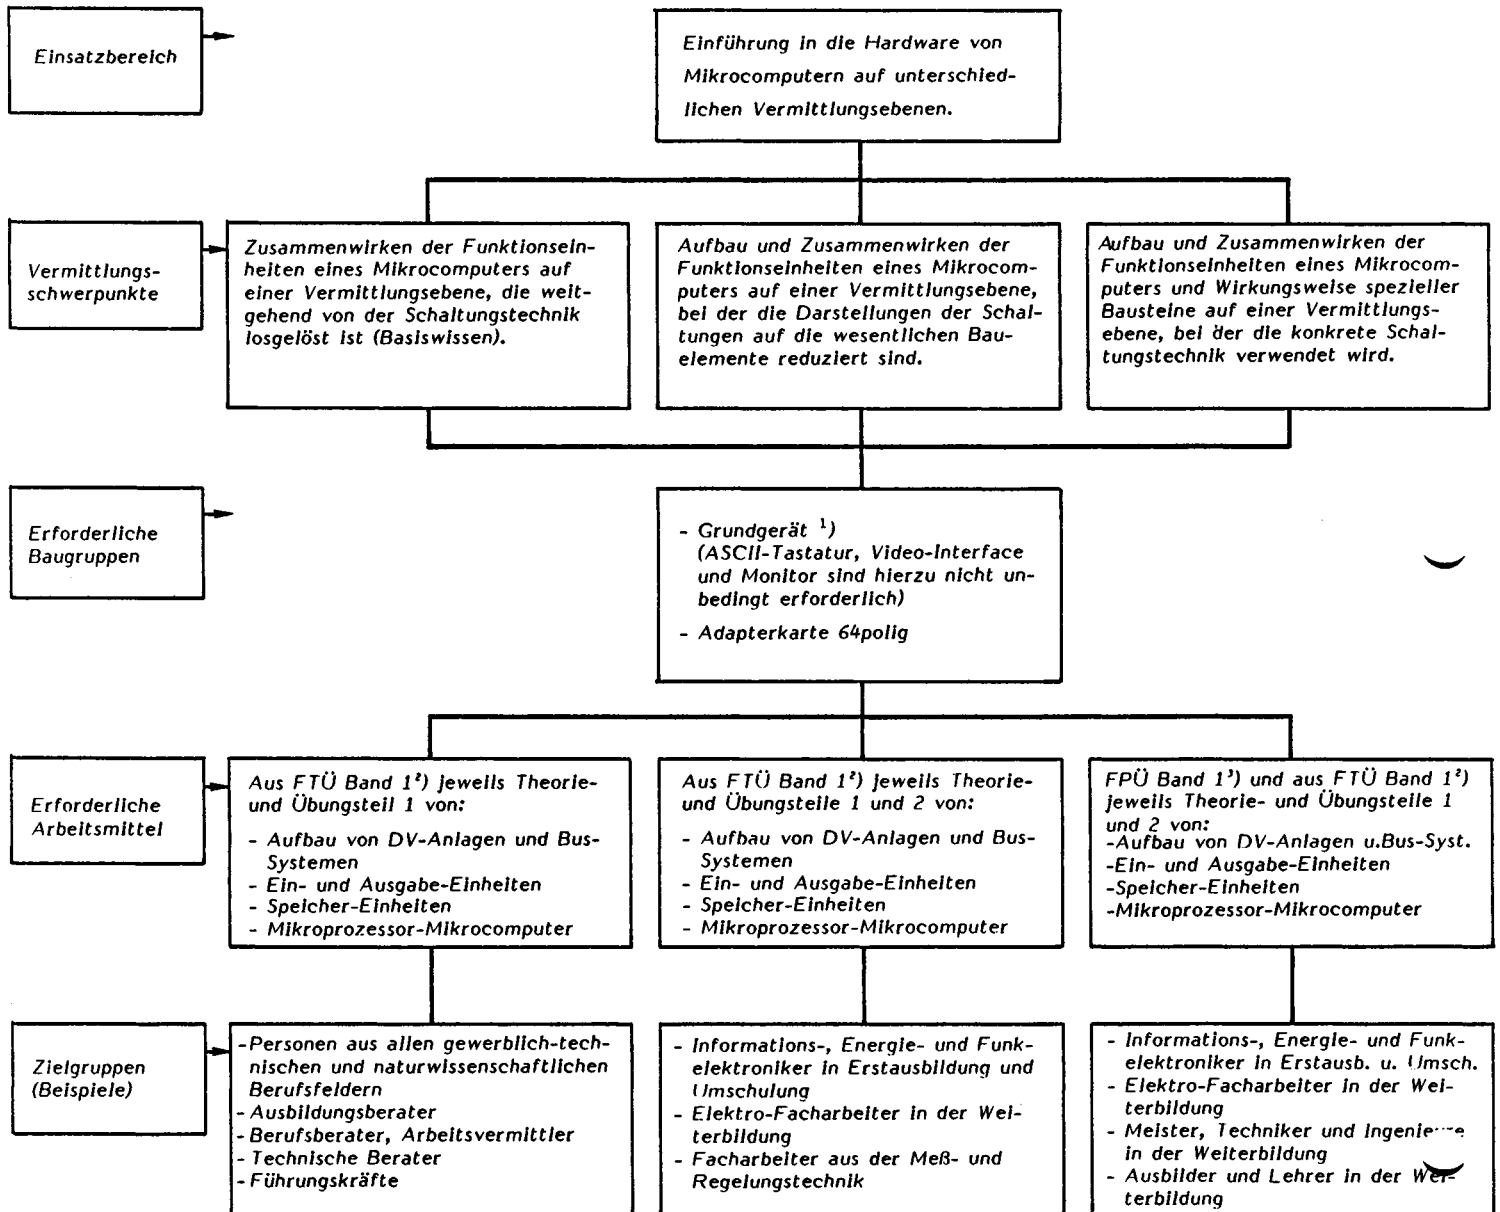 Einsatzbereich
Einführung in die Hardware von
Mikrocomputern auf unterschied-
lichen Vermittlungsebenen.
Vermittlungs-
schwerpunkte
Zusammenwirken der Funktionsein-
heiten eines Mikrocomputers auf
einer Vermittlungsebene, die weit-
gehend von der Schaltungstechnik
losgelöst ist (Basiswissen).
Aufbau und Zusammenwirken der
Funktionseinheiten eines Mikrocom-
puters auf einer Vermittlungsebene,
bei der die Darstellungen der Schal-
tungen auf die wesentlichen Bau-
elemente reduziert sind.
Aufbau und Zusammenwirken der
Funktionseinheiten eines Mikrocom-
puters und Wirkungsweise spezieller
Bausteine auf einer Vermittlungs-
ebene, bei der die konkrete Schal-
tungstechnik verwendet wird.
Erforderliche
Baugruppen
- Grundgerät ¹)
(ASCII-Tastatur, Video-Interface
und Monitor sind hierzu nicht un-
bedingt erforderlich)
- Adapterkarte 64polig
Erforderliche
Arbeitsmittel
Aus FTÜ Band 1²) jeweils Theorie-
und Übungsteil 1 von:
- Aufbau von DV-Anlagen und Bus-
Systemen
- Ein- und Ausgabe-Einheiten
- Speicher-Einheiten
- Mikroprozessor-Mikrocomputer
Aus FTÜ Band 1²) jeweils Theorie-
und Übungsteile 1 und 2 von:
- Aufbau von DV-Anlagen und Bus-
Systemen
- Ein- und Ausgabe-Einheiten
- Speicher-Einheiten
- Mikroprozessor-Mikrocomputer
FPÜ Band 1³) und aus FTÜ Band 1²)
jeweils Theorie- und Übungsteile 1
und 2 von:
-Aufbau von DV-Anlagen u.Bus-Syst.
-Ein- und Ausgabe-Einheiten
-Speicher-Einheiten
-Mikroprozessor-Mikrocomputer
Zielgruppen
(Beispiele)
-Personen aus allen gewerblich-tech-
nischen und naturwissenschaftlichen
Berufsfeldern
-Ausbildungsberater
-Berufsberater, Arbeitsvermittler
-Technische Berater
-Führungskräfte
- Informations-, Energie- und Funk-
elektroniker in Erstausbildung und
Umschulung
- Elektro-Facharbeiter in der Wei-
terbildung
- Facharbeiter aus der Meß- und
Regelungstechnik
- Informations-, Energie- und Funk-
elektroniker in Erstausb. u. Umsch.
- Elektro-Facharbeiter in der Wei-
terbildung
- Meister, Techniker und
in der Weiterbildung
- Ausbilder und Lehrer in der Wei-
terbildung